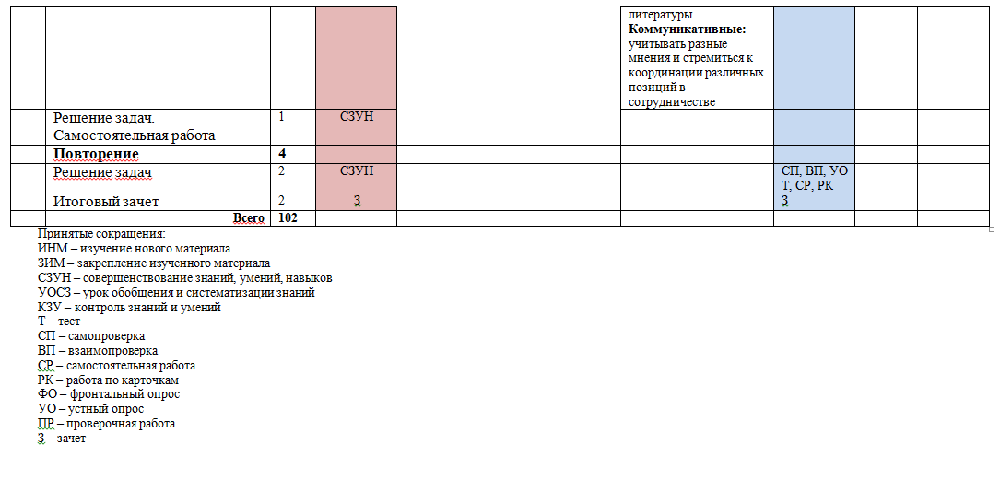 литературы.
Коммуникативные:
учитывать разные
мнения и стремиться к
координации различных
позиций в
сотрудничестве
Решение задач. 1 СЗУН
Самостоятельная работа
Повторение 4
Решение задач 2 СЗУН СП, ВП, УО
Т, СР, РК
Итоговый зачет 2 З З
Всего 102
Принятые сокращения:
ИНМ – изучение нового материала
ЗИМ – закрепление изученного материала
СЗУН – совершенствование знаний, умений, навыков
УОСЗ – урок обобщения и систематизации знаний
КЗУ – контроль знаний и умений
Т – тест
СП – самопроверка
ВП – взаимопроверка
СР – самостоятельная работа
РК – работа по карточкам
ФО – фронтальный опрос
УО – устный опрос
ПР – проверочная работа
З – зачет